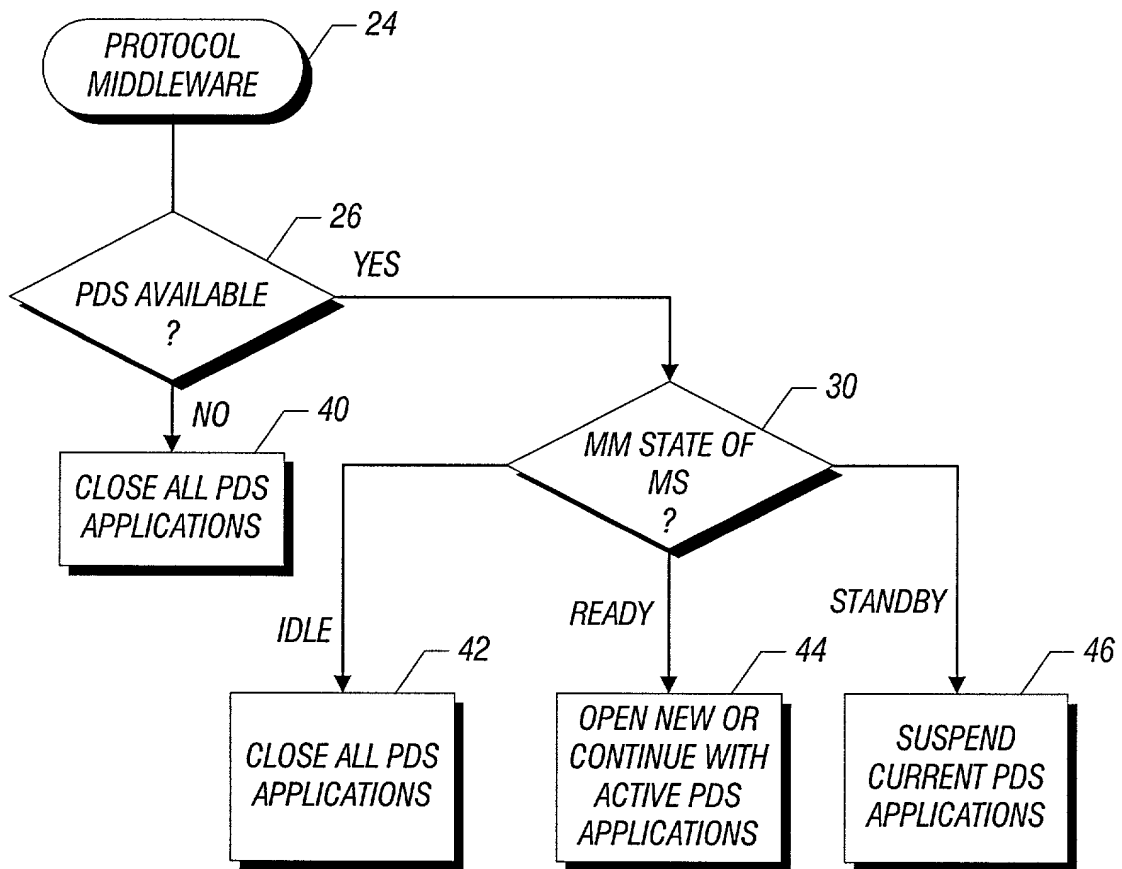 24
PROTOCOL
MIDDLEWARE
26
YES
PDS AVAILABLE
?
NO
40
CLOSE ALL PDS
APPLICATIONS
30
MM STATE OF
MS
?
IDLE
READY
STANDBY
42
44
46
CLOSE ALL PDS
APPLICATIONS
OPEN NEW OR
CONTINUE WITH
ACTIVE PDS
APPLICATIONS
SUSPEND
CURRENT PDS
APPLICATIONS